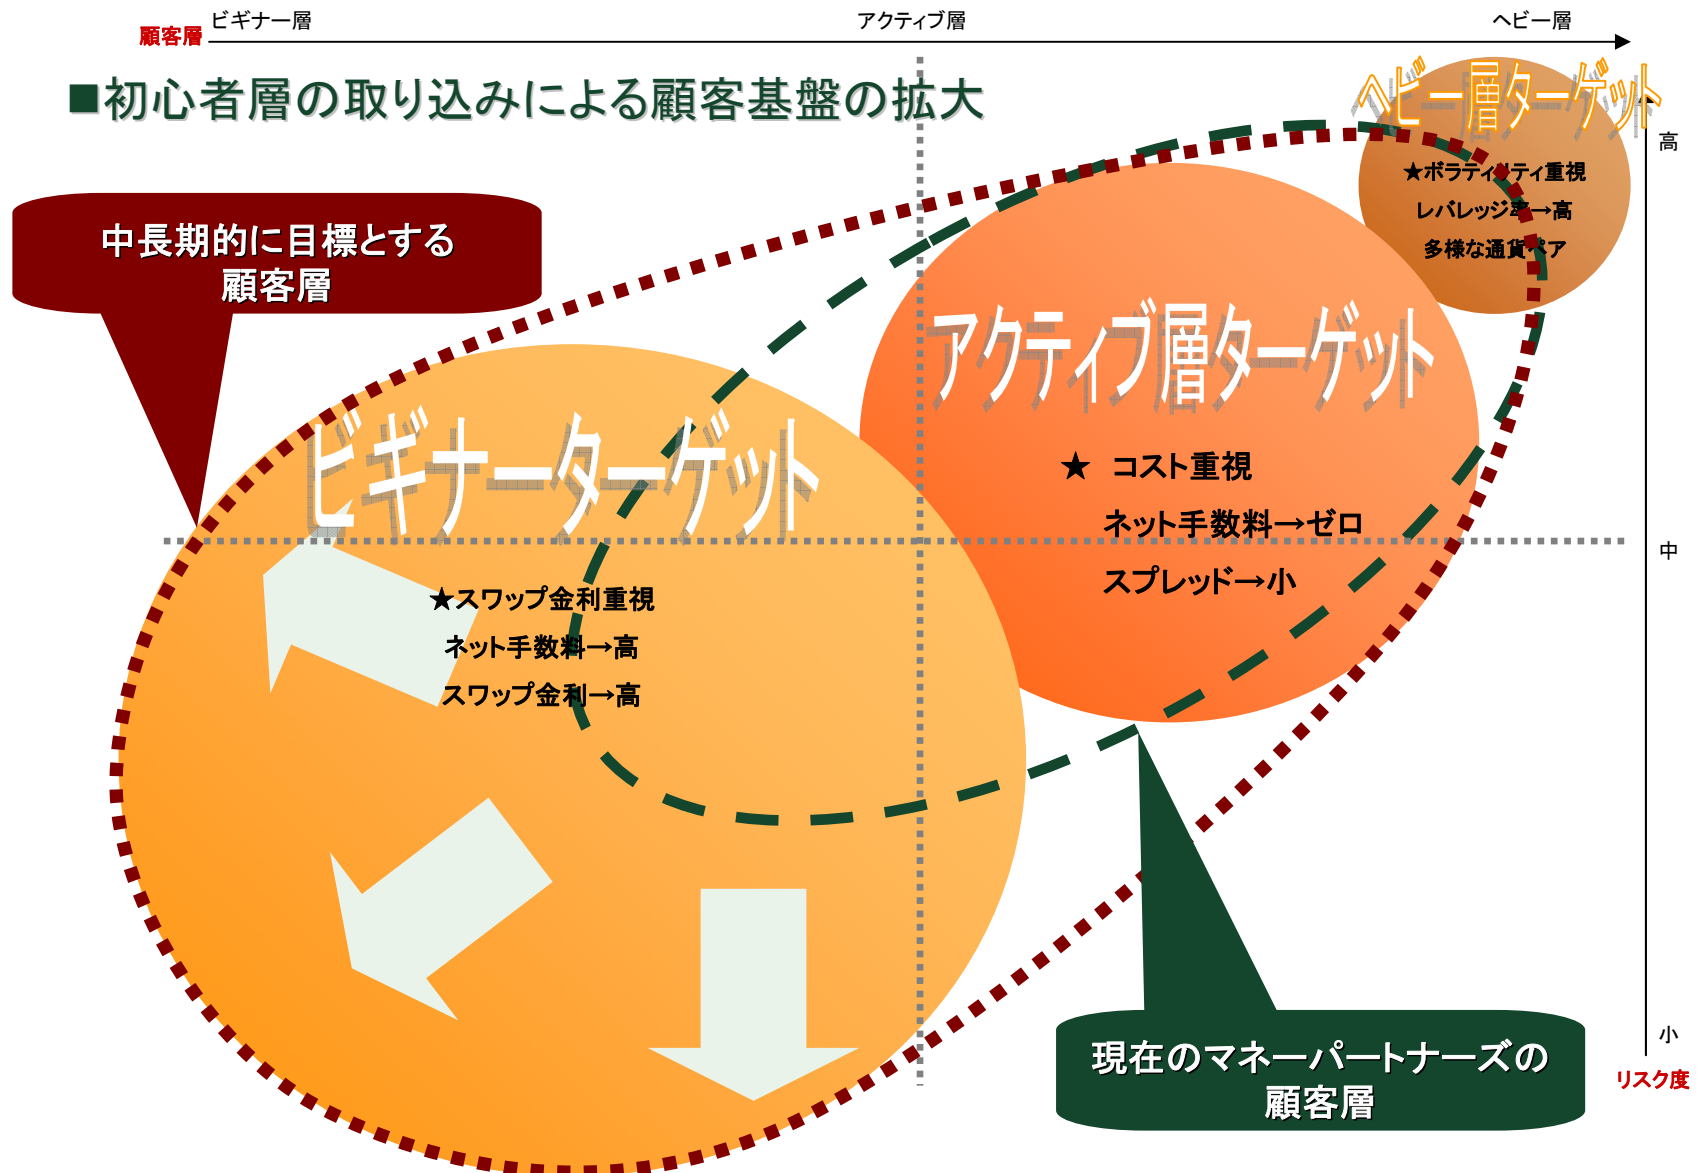 顧客層
ビギナー層
アクティブ層
ヘビー層
■初心者層の取り込みによる顧客基盤の拡大
ヘビー層ターゲット
高
★ボラティリティ重視
レバレッジ率→高
多様な通貨ペア
中長期的に目標とする
顧客層
アクティブ層ターゲット
★ コスト重視
ネット手数料→ゼロ
スプレッド→小
ビギナーターゲット
中
★スワップ金利重視
ネット手数料→高
スワップ金利→高
現在のマネーパートナーズの
顧客層
小
リスク度